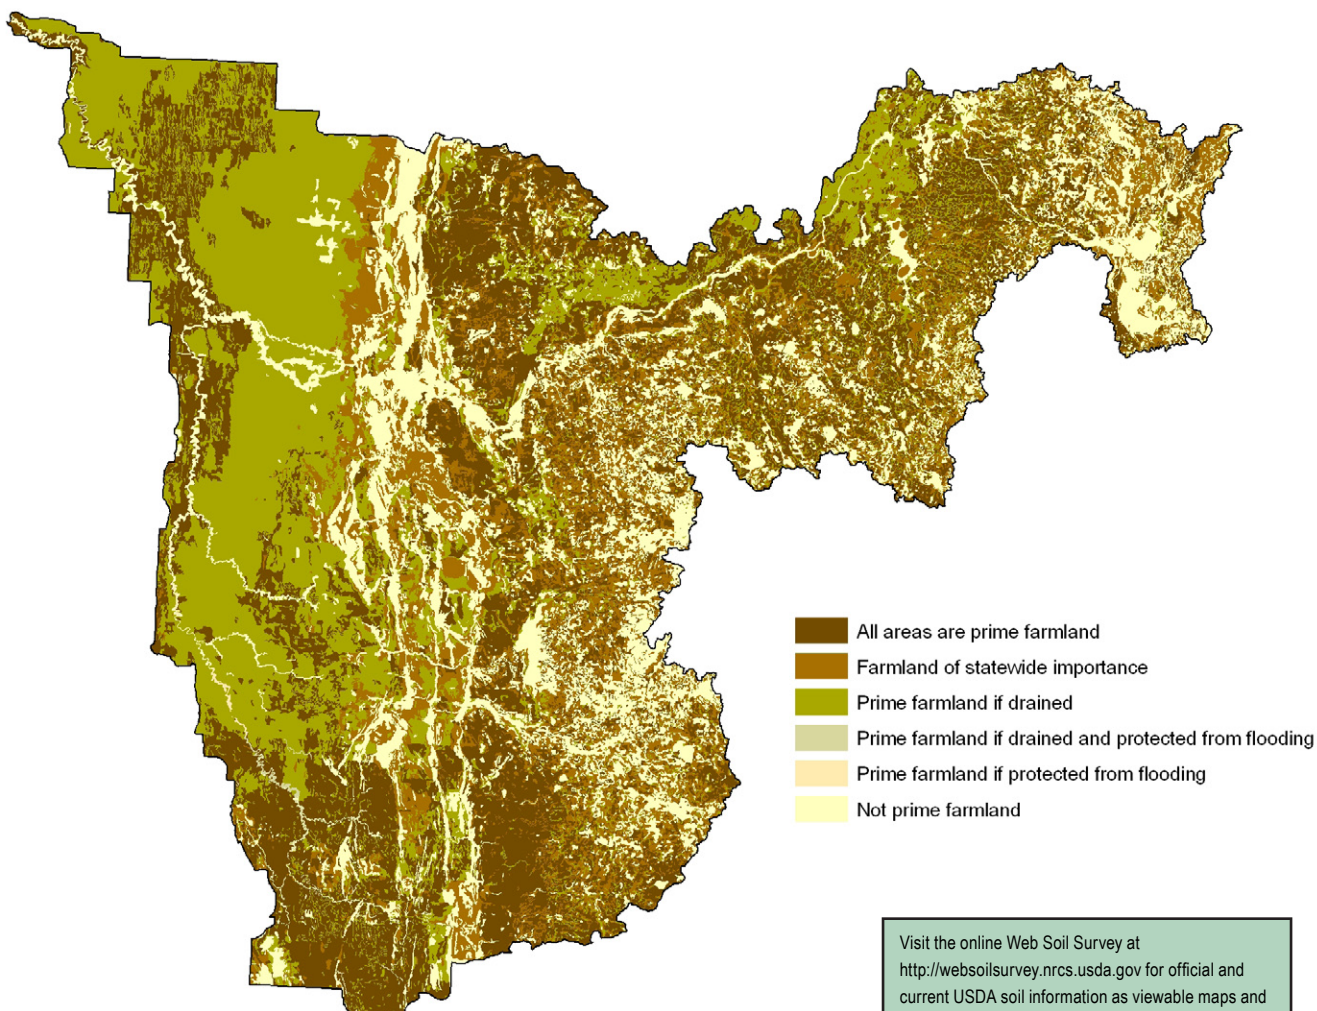 All areas are prime farmland
Farmland of statewide importance
Prime farmland if drained
Prime farmland if drained and protected from flooding
Prime farmland if protected from flooding
Not prime farmland
Visit the online Web Soil Survey at
http://websoilsurvey.nrcs.usda.gov for official and
current USDA soil information as viewable maps and